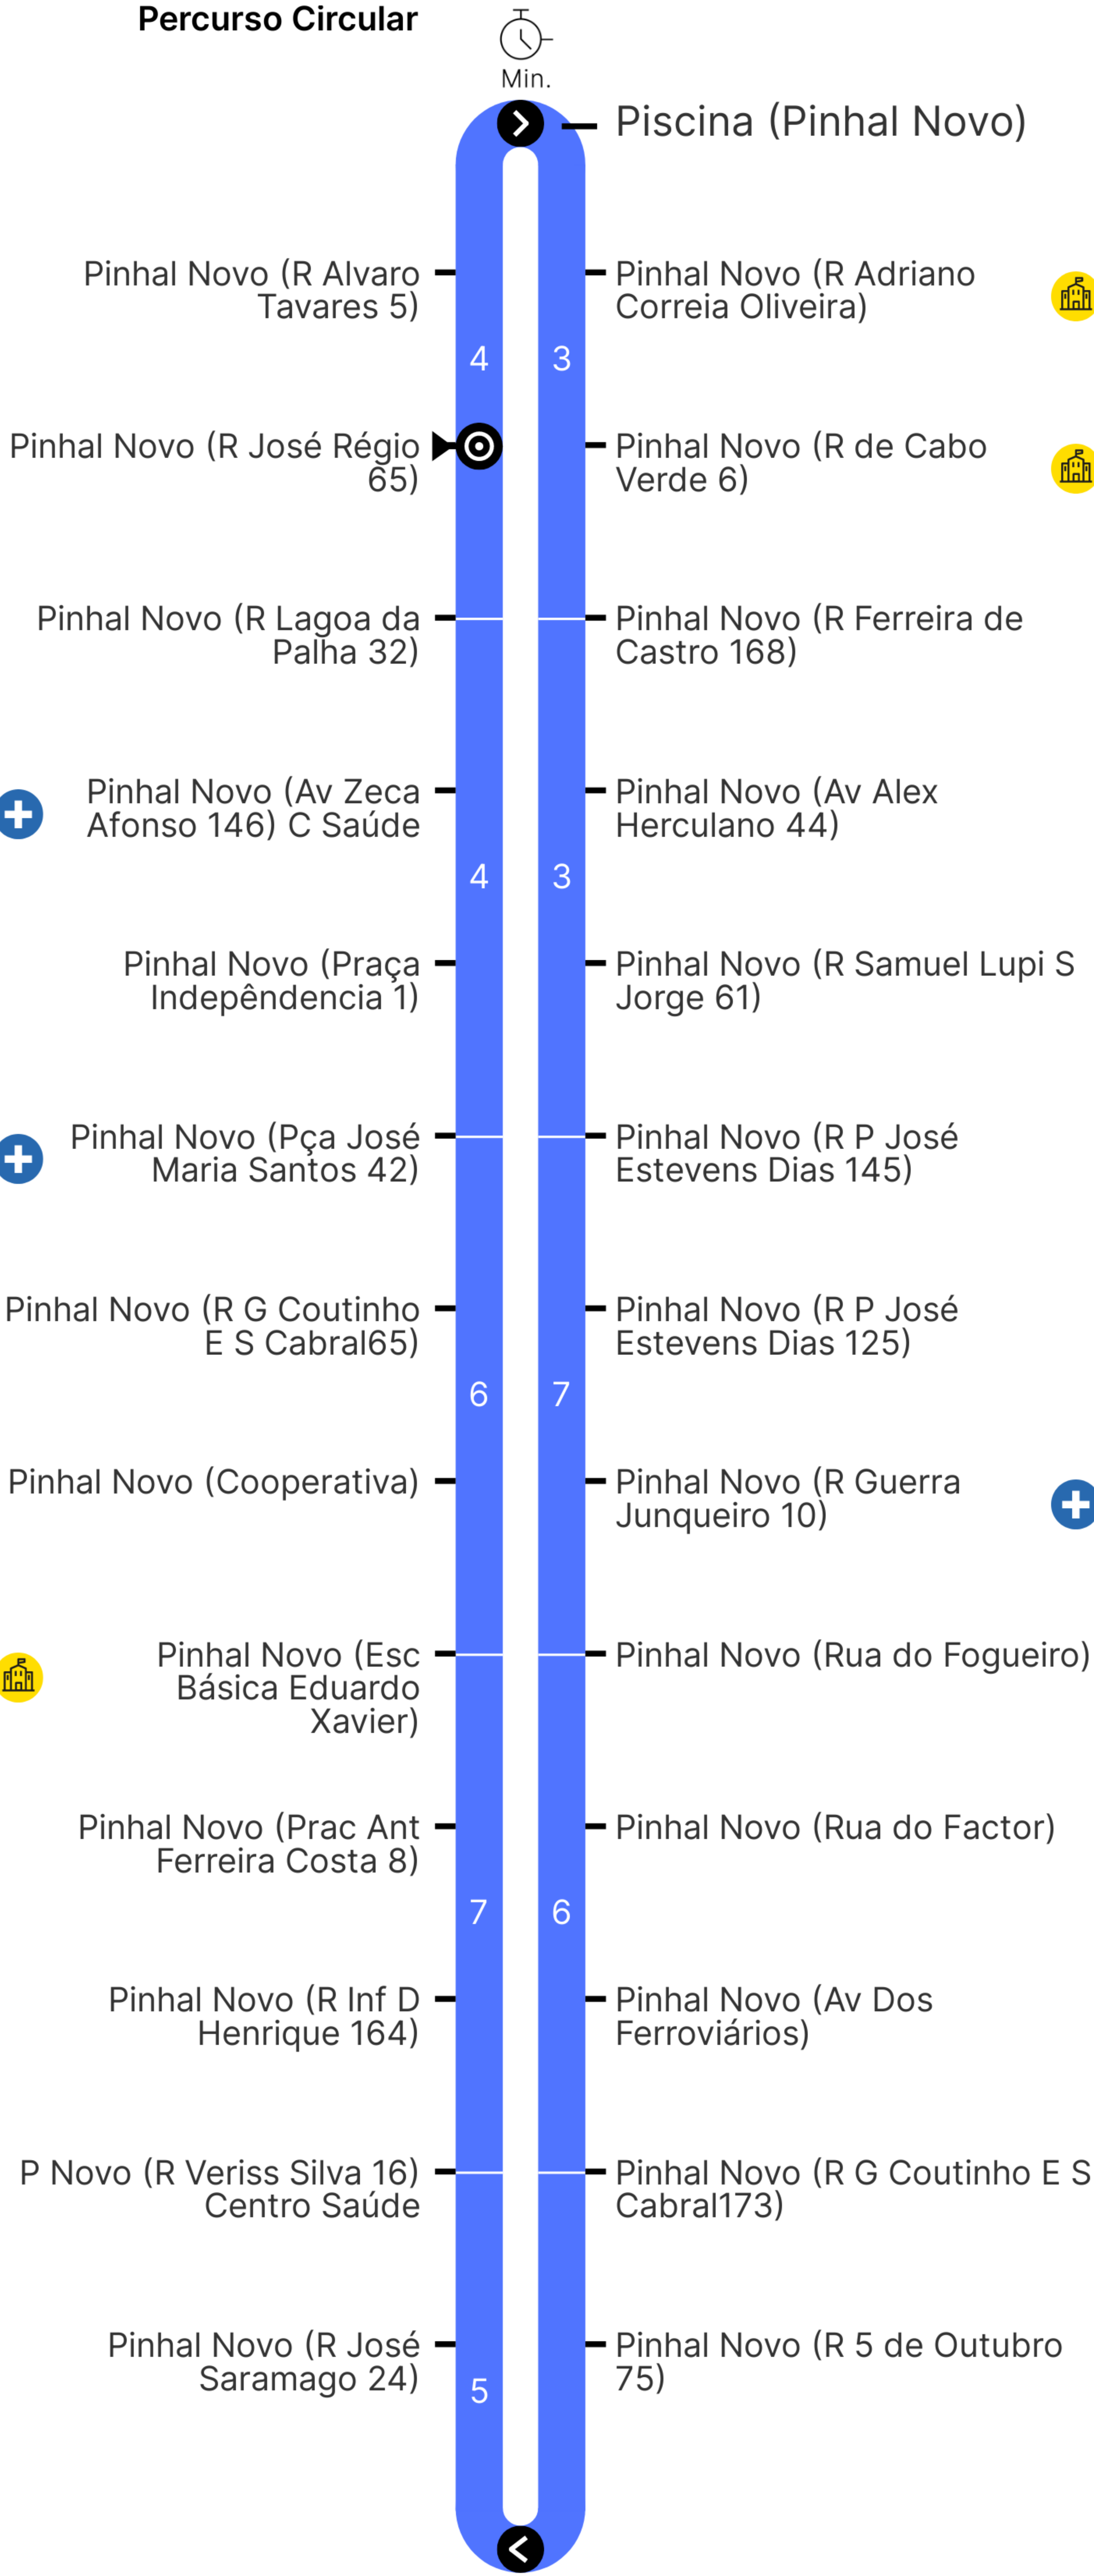 Percurso Circular
Min.
Piscina (Pinhal Novo)
Pinhal Novo (R Alvaro
Tavares 5)
Pinhal Novo (R Adriano
Correia Oliveira)
4
3
Pinhal Novo (R José Régio
65)
Pinhal Novo (R de Cabo
Verde 6)
Pinhal Novo (R Lagoa da
Palha 32)
Pinhal Novo (R Ferreira de
Castro 168)
Pinhal Novo (Av Zeca
Afonso 146) C Saúde
Pinhal Novo (Av Alex
Herculano 44)
4
3
Pinhal Novo (Praça
Indepêndencia 1)
Pinhal Novo (R Samuel Lupi S
Jorge 61)
Pinhal Novo (Pça José
Maria Santos 42)
Pinhal Novo (R P José
Estevens Dias 145)
Pinhal Novo (R G Coutinho
E S Cabral65)
Pinhal Novo (R P José
Estevens Dias 125)
6
7
Pinhal Novo (Cooperativa)
Pinhal Novo (R Guerra
Junqueiro 10)
Pinhal Novo (Esc
Básica Eduardo
Xavier)
Pinhal Novo (Rua do Fogueiro)
Pinhal Novo (Prac Ant
Ferreira Costa 8)
Pinhal Novo (Rua do Factor)
7
6
Pinhal Novo (R Inf D
Henrique 164)
Pinhal Novo (Av Dos
Ferroviários)
P Novo (R Veriss Silva 16)
Centro Saúde
Pinhal Novo (R G Coutinho E S
Cabral173)
Pinhal Novo (R José
Saramago 24)
Pinhal Novo (R 5 de Outubro
75)
5